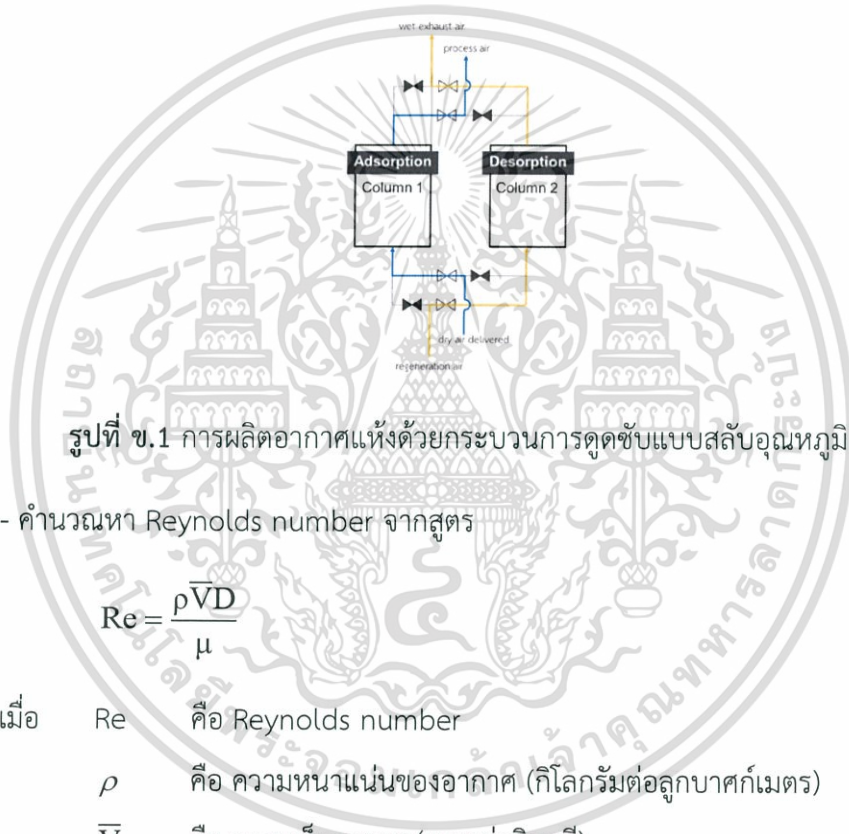 wet exhaust air
process air
Adsorption
Desorption
Column 1
Column 2
dry air delivered
regeneration air
รูปที่ ข.1 การผลิตอากาศแห้งด้วยกระบวนการดูดซับแบบสลับอุณหภูมิ
- คำนวณหา Reynolds number จากสูตร
Re = ρV̅D / μ
เมื่อ Re คือ Reynolds number
ρ คือ ความหนาแน่นของอากาศ (กิโลกรัมต่อลูกบาศก์เมตร)